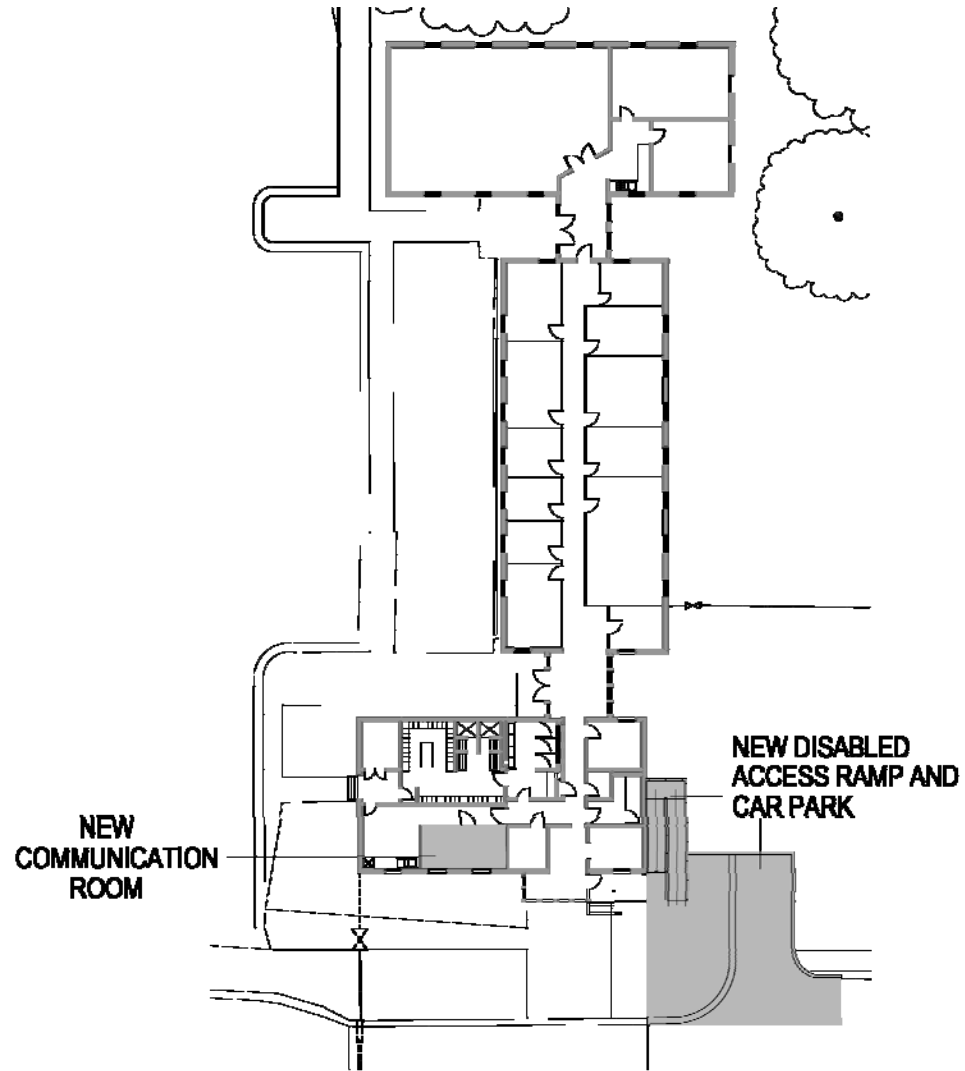 NEW DISABLED
ACCESS RAMP AND
CAR PARK
NEW
COMMUNICATION
ROOM